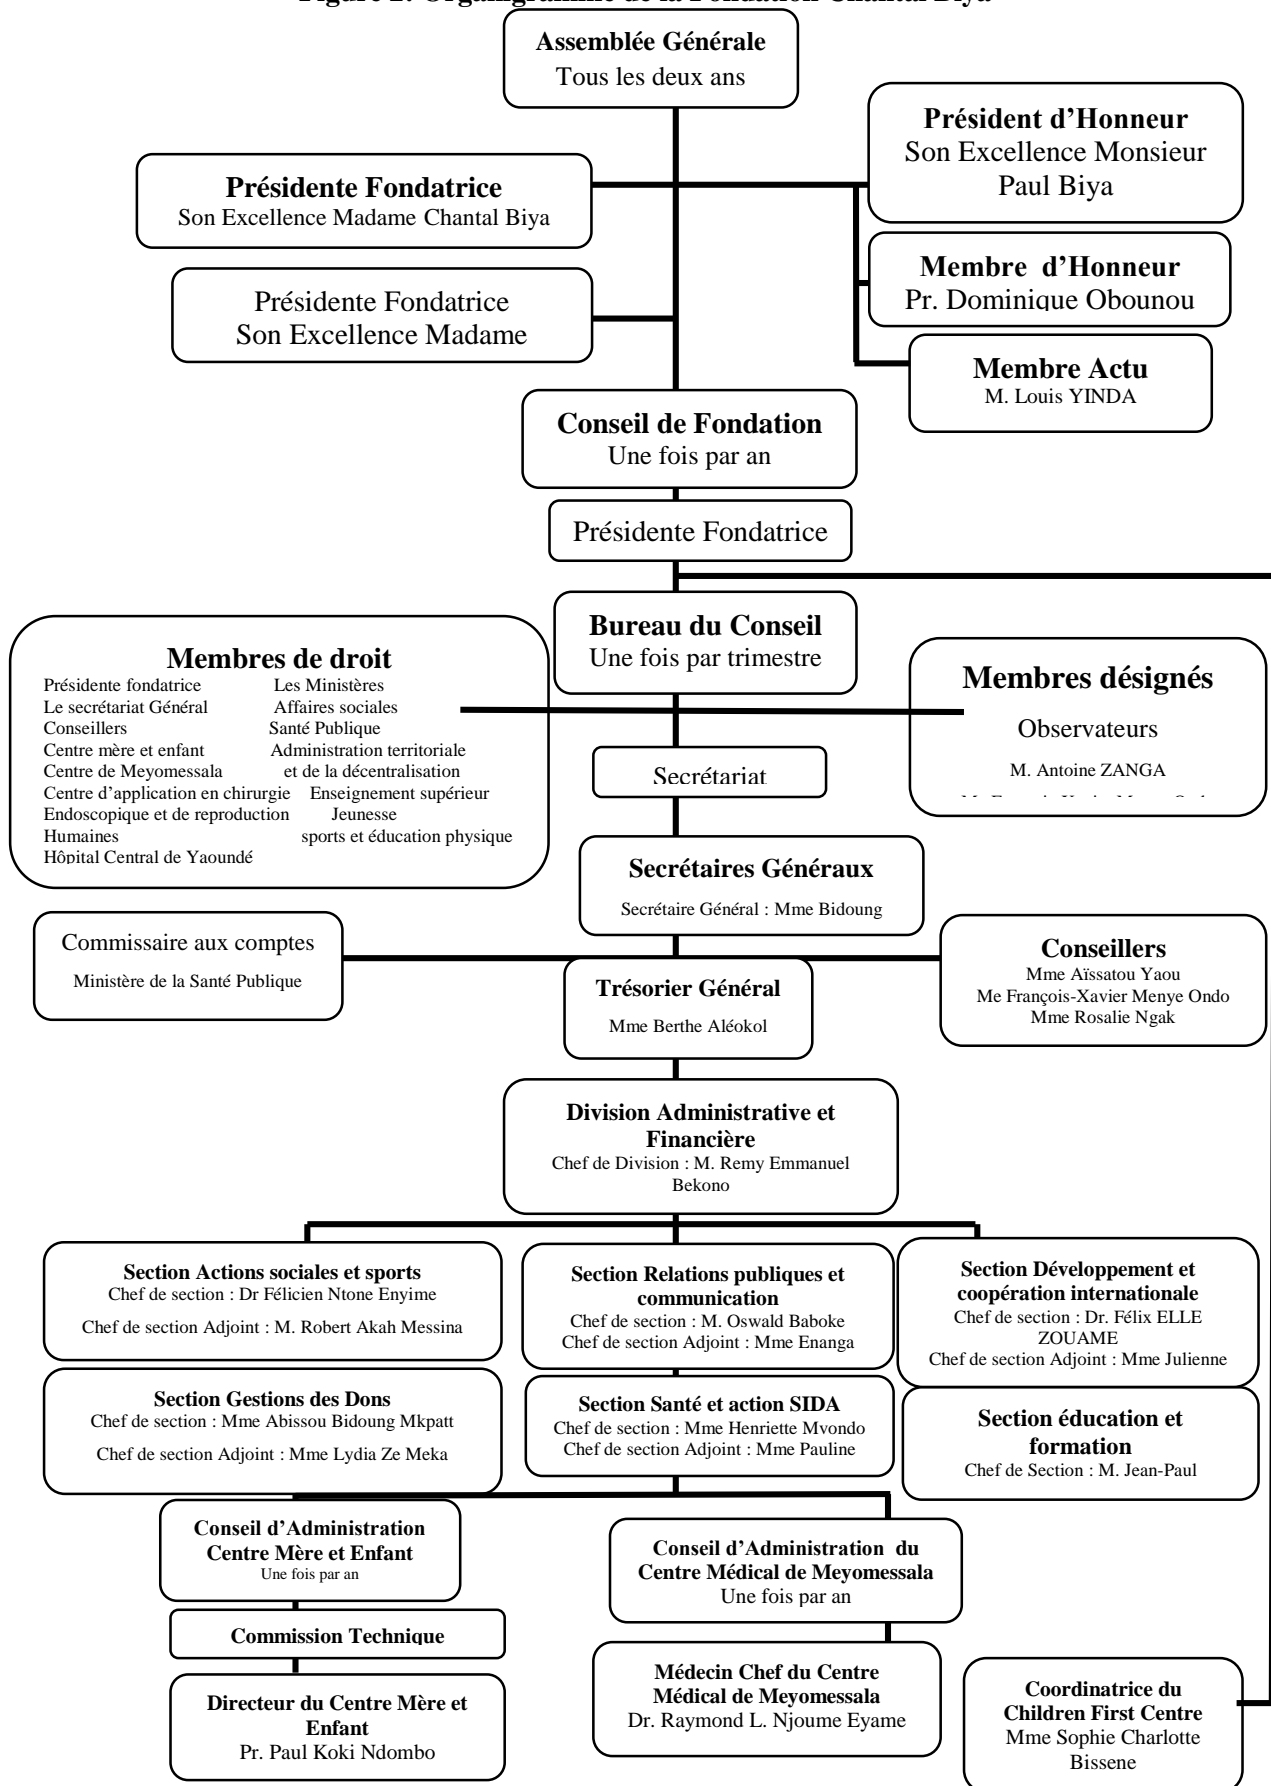 Figure 2: Organigramme de la Fondation Chantal Biya
Assemblée Générale
Tous les deux ans
Président d’Honneur
Son Excellence Monsieur
Paul Biya
Présidente Fondatrice
Son Excellence Madame Chantal Biya
Membre d’Honneur
Pr. Dominique Obounou
Présidente Fondatrice
Son Excellence Madame
Membre Actu
M. Louis YINDA
Conseil de Fondation
Une fois par an
Présidente Fondatrice
Bureau du Conseil
Une fois par trimestre
Membres de droit
Présidente fondatrice Les Ministères
Le secrétariat Général Affaires sociales
Conseillers Santé Publique
Centre mère et enfant Administration territoriale
Centre de Meyomessala et de la décentralisation
Centre d’application en chirurgie Enseignement supérieur
Endoscopique et de reproduction Jeunesse
Humaines sports et éducation physique
Hôpital Central de Yaoundé
Membres désignés
Observateurs
M. Antoine ZANGA
Secrétariat
Secrétaires Généraux
Secrétaire Général : Mme Bidoung
Commissaire aux comptes
Ministère de la Santé Publique
Trésorier Général
Mme Berthe Aléokol
Conseillers
Mme Aïssatou Yaou
Me François-Xavier Menye Ondo
Mme Rosalie Ngak
Division Administrative et
Financière
Chef de Division : M. Remy Emmanuel
Bekono
Section Actions sociales et sports
Chef de section : Dr Félicien Ntone Enyime
Chef de section Adjoint : M. Robert Akah Messina
Section Relations publiques et
communication
Chef de section : M. Oswald Baboke
Chef de section Adjoint : Mme Enanga
Section Développement et
coopération internationale
Chef de section : Dr. Félix ELLE
ZOUAME
Chef de section Adjoint : Mme Julienne
Section Gestions des Dons
Chef de section : Mme Abissou Bidoung Mkpatt
Chef de section Adjoint : Mme Lydia Ze Meka
Section Santé et action SIDA
Chef de section : Mme Henriette Mvondo
Chef de section Adjoint : Mme Pauline
Section éducation et
formation
Chef de Section : M. Jean-Paul
Conseil d’Administration
Centre Mère et Enfant
Une fois par an
Conseil d’Administration du
Centre Médical de Meyomessala
Une fois par an
Commission Technique
Directeur du Centre Mère et
Enfant
Pr. Paul Koki Ndombo
Médecin Chef du Centre
Médical de Meyomessala
Dr. Raymond L. Njoume Eyame
Coordinatrice du
Children First Centre
Mme Sophie Charlotte
Bissene